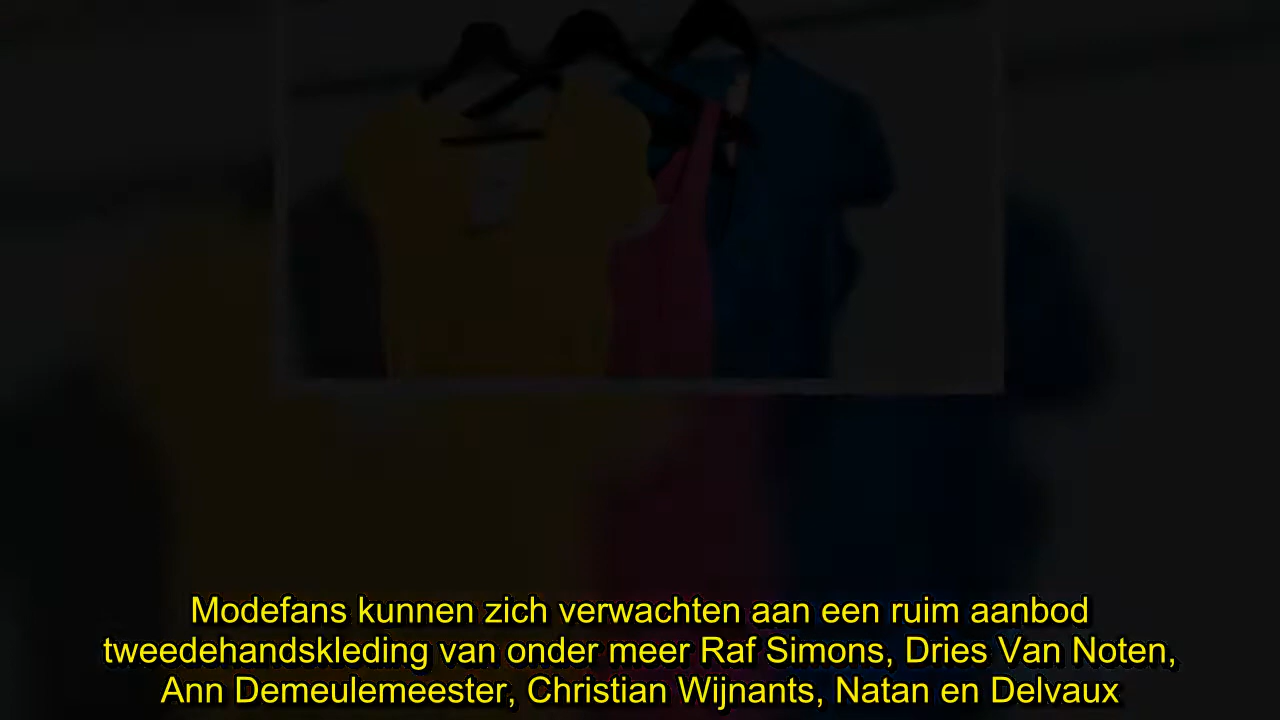 Modefans kunnen zich verwachten aan een ruim aanbod
tweedehandskleding van onder meer Raf Simons, Dries Van Noten,
Ann Demeulemeester, Christian Wijnants, Natan en Delvaux